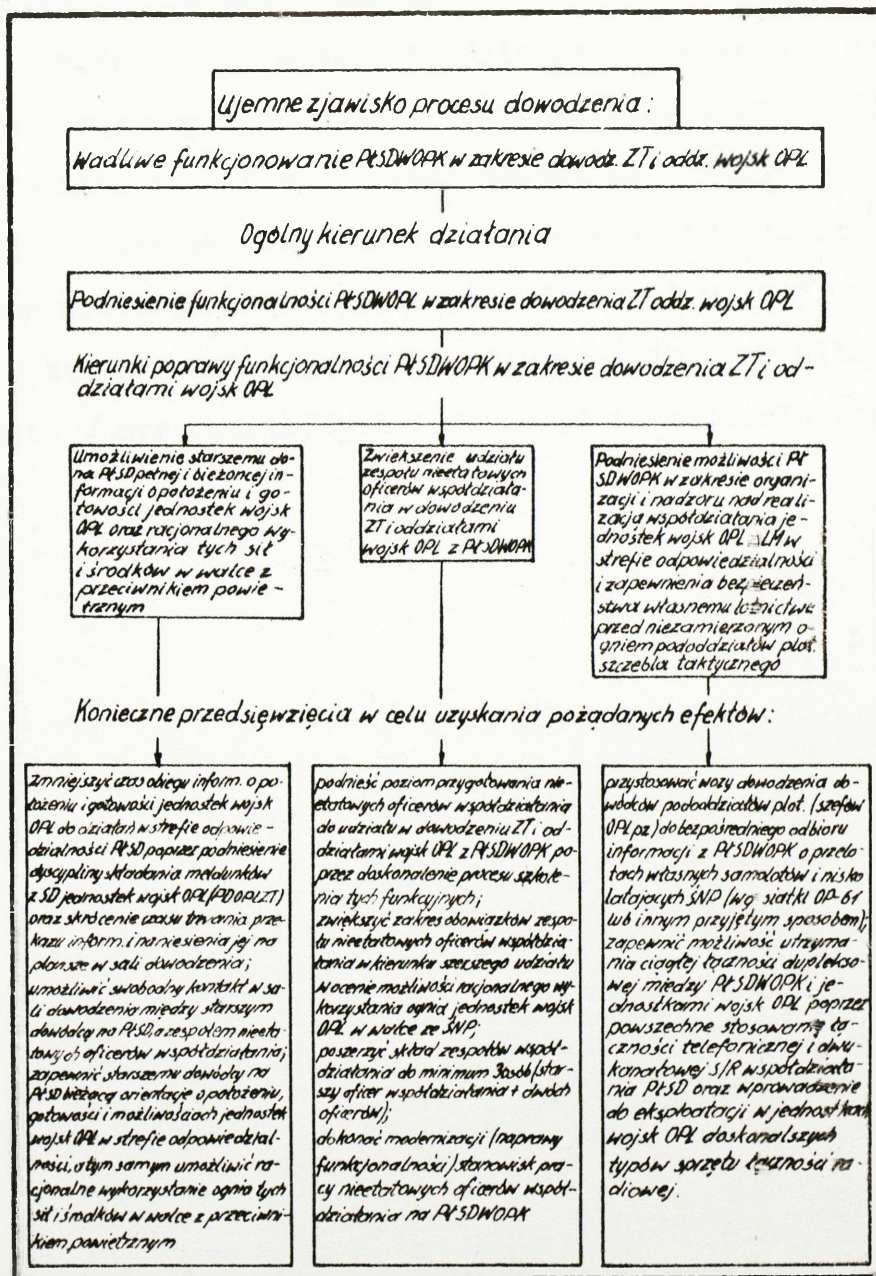 Ujemne zjawisko procesu dowodzenia :
Wadliwe funkcjonowanie PłSDWOPK w zakresie dowodz. ZT i oddz. wojsk OPL
Ogólny kierunek działania
Podniesienie funkcjonalności PłSDWOPL w zakresie dowodzenia ZT oddz. wojsk OPL
Kierunki poprawy funkcjonalności PłSDWOPK w zakresie dowodzenia ZT i od-
działami wojsk OPL
Umożliwienie starszemu d-cy
na PłSD pełnej i bieżoncej in-
formacji o położeniu i go-
towości jednostek wojsk
OPL oraz racjonalnego wy-
korzystania tych sił
i środków w walce z
przeciwnikiem powie-
trznym
Zwiększenie udziału
zespołu nieetatowych
oficerów współdziała-
nia w dowodzeniu
ZT i oddziałami
wojsk OPL z PłSDWOPK
Podniesienie możliwości Pł
SDWOPK w zakresie organi-
zacji i nadzoru nad reali-
zacja współdziałania je-
dnostek wojsk OPL z LM w
strefie odpowiedzialności
i zapewnienia bezpieczeń-
stwa własnemu lotnictwu
przed niezamierzonym o-
gniem pododdziałów plot.
szczebla taktycznego
Konieczne przedsięwzięcia w celu uzyskania pożądanych efektów:
zmniejszyć czas obiegu inform. o po-
łożeniu i gotowości jednostek wojsk
OPL do działań w strefie odpowie-
dzialności PłSD poprzez podniesienie
dyscypliny składania meldunków
z SD jednostek wojsk OPL (PDOPLZT)
oraz skrócenie czasu trwania prze-
kazu inform. i naniesienia jej na
plansze w sali dowodzenia;
umożliwić swobodny kontakt w sa-
li dowodzenia między starszym
dowódcą na PłSD, a zespołem nieeta-
towych oficerów współdziałania;
zapewnić starszemu dowódcy na
PłSD bieżącą orientację o położeniu,
gotowości i możliwościach jednostek
wojsk OPL w strefie odpowiedzial-
ności, a tym samym umożliwić ra-
cjonalne wykorzystanie ognia tych
sił i środków w walce z przeciwni-
kiem powietrznym
podnieść poziom przygotowania nie-
etatowych oficerów współdziałania
do udziału w dowodzeniu ZT i od-
działami wojsk OPL z PłSDWOPK po-
przez doskonalenie procesu szkole-
nia tych funkcyjnych;
zwiększyć zakres obowiązków zespo-
łu nieetatowych oficerów współdzia-
łania w kierunku szerszego udziału
w ocenie możliwości racjonalnego wy-
korzystania ognia jednostek wojsk
OPL w walce ze ŚNP;
poszerzyć skład zespołów współ-
działania do minimum 3osób (star-
szy oficer współdziałania + dwóch
oficerów);
dokonać modernizacji (naprawy
funkcjonalności) stanowisk pra-
cy nieetatowych oficerów współ-
działania na PłSDWOPK
przystosować wozy dowodzenia do-
wódców pododdziałów plot. (szefów
OPL pz) do bezpośredniego odbioru
informacji z PłSDWOPK o przelo-
tach własnych samolotów i nisko
latających ŚNP (wg siatki OP-61
lub innym przyjętym sposobem);
zapewnić możliwość utrzyma-
nia ciągłej łączności dupleks-
owej między PłSDWOPK i je-
dnostkami wojsk OPL poprzez
powszechne stosowanie łą-
czności telefonicznej i dwu-
kanałowej S/R współdziała-
nia PłSD oraz wprowadzenie
do eksploatacji w jednostkach
wojsk OPL doskonalszych
typów sprzętu łączności ra-
diowej.